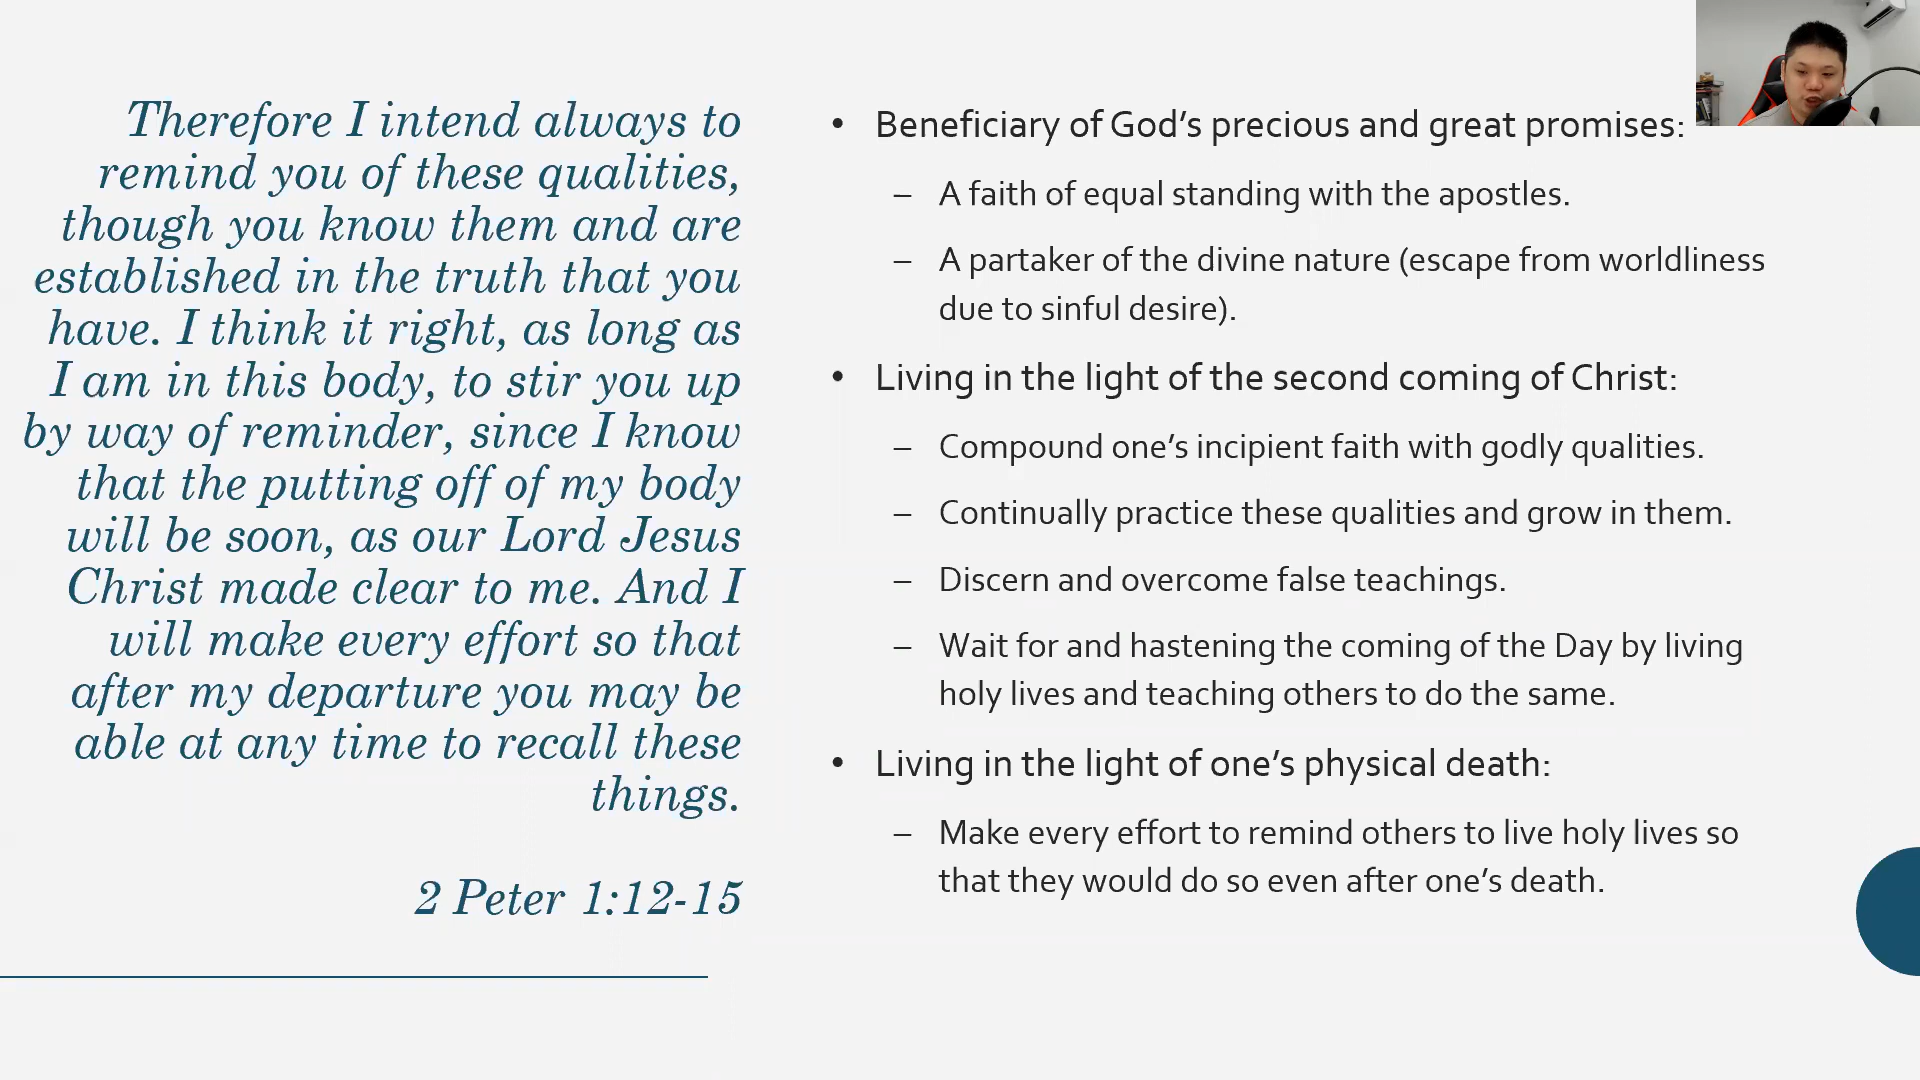 Therefore I intend always to
remind you of these qualities,
though you know them and are
established in the truth that you
have. I think it right, as long as
I am in this body, to stir you up
by way of reminder, since I know
that the putting off of my body
will be soon, as our Lord Jesus
Christ made clear to me. And I
will make every effort so that
after my departure you may be
able at any time to recall these
things.
2 Peter 1:12-15
• Beneficiary of God’s precious and great promises:
– A faith of equal standing with the apostles.
– A partaker of the divine nature (escape from worldliness
due to sinful desire).
• Living in the light of the second coming of Christ:
– Compound one’s incipient faith with godly qualities.
– Continually practice these qualities and grow in them.
– Discern and overcome false teachings.
– Wait for and hastening the coming of the Day by living
holy lives and teaching others to do the same.
• Living in the light of one’s physical death:
– Make every effort to remind others to live holy lives so
that they would do so even after one’s death.